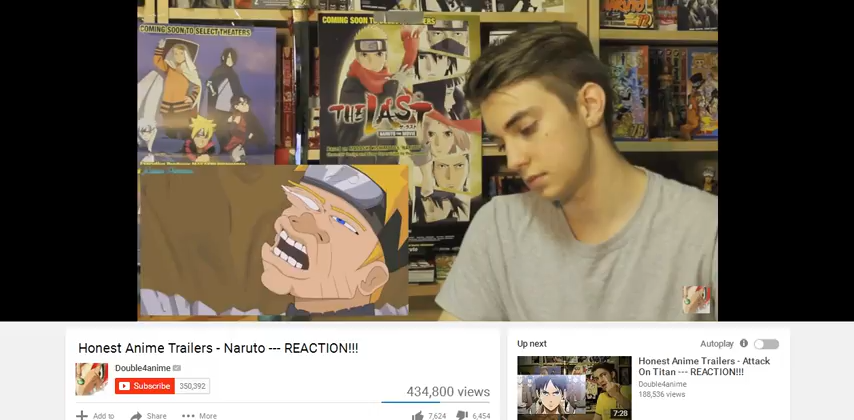 COMING SOON TO SELECT THEATERS
COMING SOON TO SELECT THEATERS
THE LAST
NARUTO THE MOVIE
Honest Anime Trailers - Naruto --- REACTION!!!
Double4anime
Subscribe 350,392
434,800 views
Add to Share More
7,624 6,454
Up next
Autoplay
Honest Anime Trailers - Attack
On Titan --- REACTION!!!
Double4anime
188,536 views
7:28